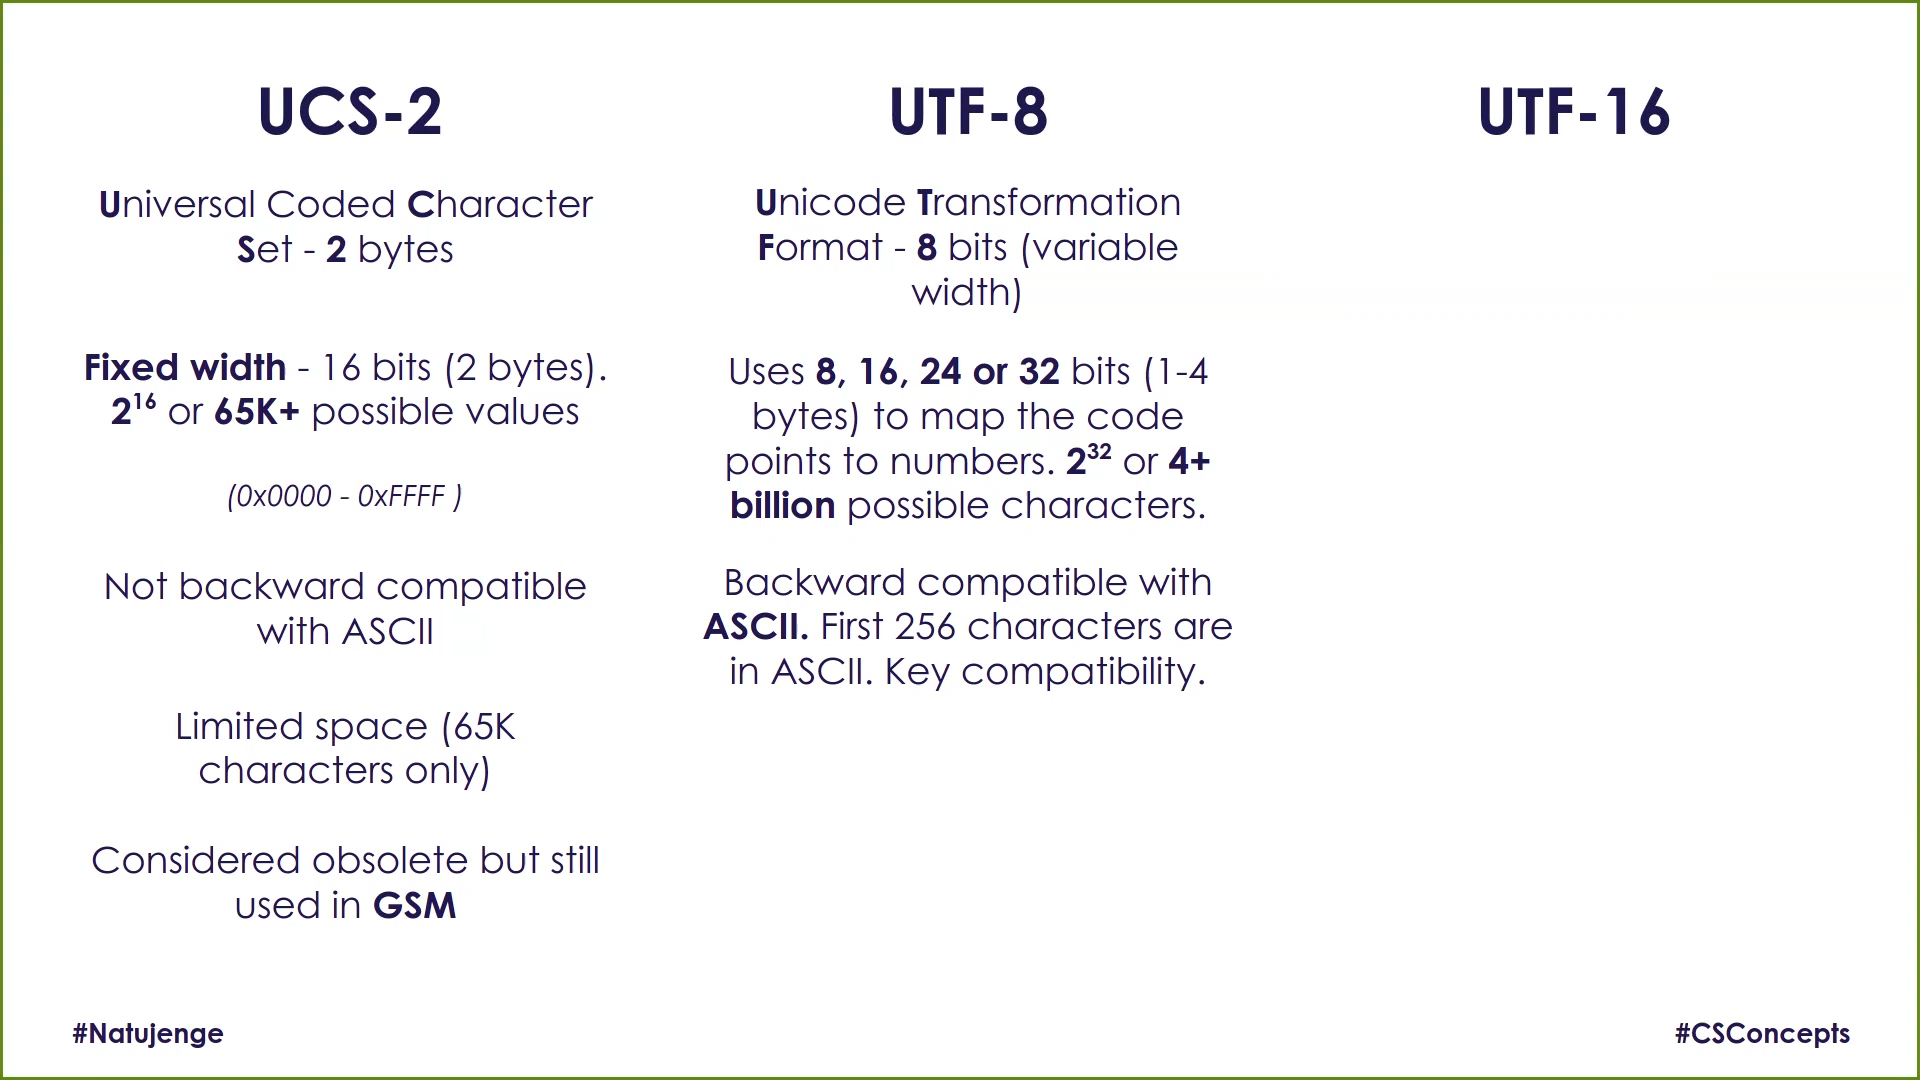 UCS-2
Universal Coded Character
Set - 2 bytes
Fixed width - 16 bits (2 bytes).
2¹⁶ or 65K+ possible values
(0x0000 - 0xFFFF )
Not backward compatible
with ASCII
Limited space (65K
characters only)
Considered obsolete but still
used in GSM
UTF-8
Unicode Transformation
Format - 8 bits (variable
width)
Uses 8, 16, 24 or 32 bits (1-4
bytes) to map the code
points to numbers. 2³² or 4+
billion possible characters.
Backward compatible with
ASCII. First 256 characters are
in ASCII. Key compatibility.
UTF-16
#Natujenge
#CSConcepts